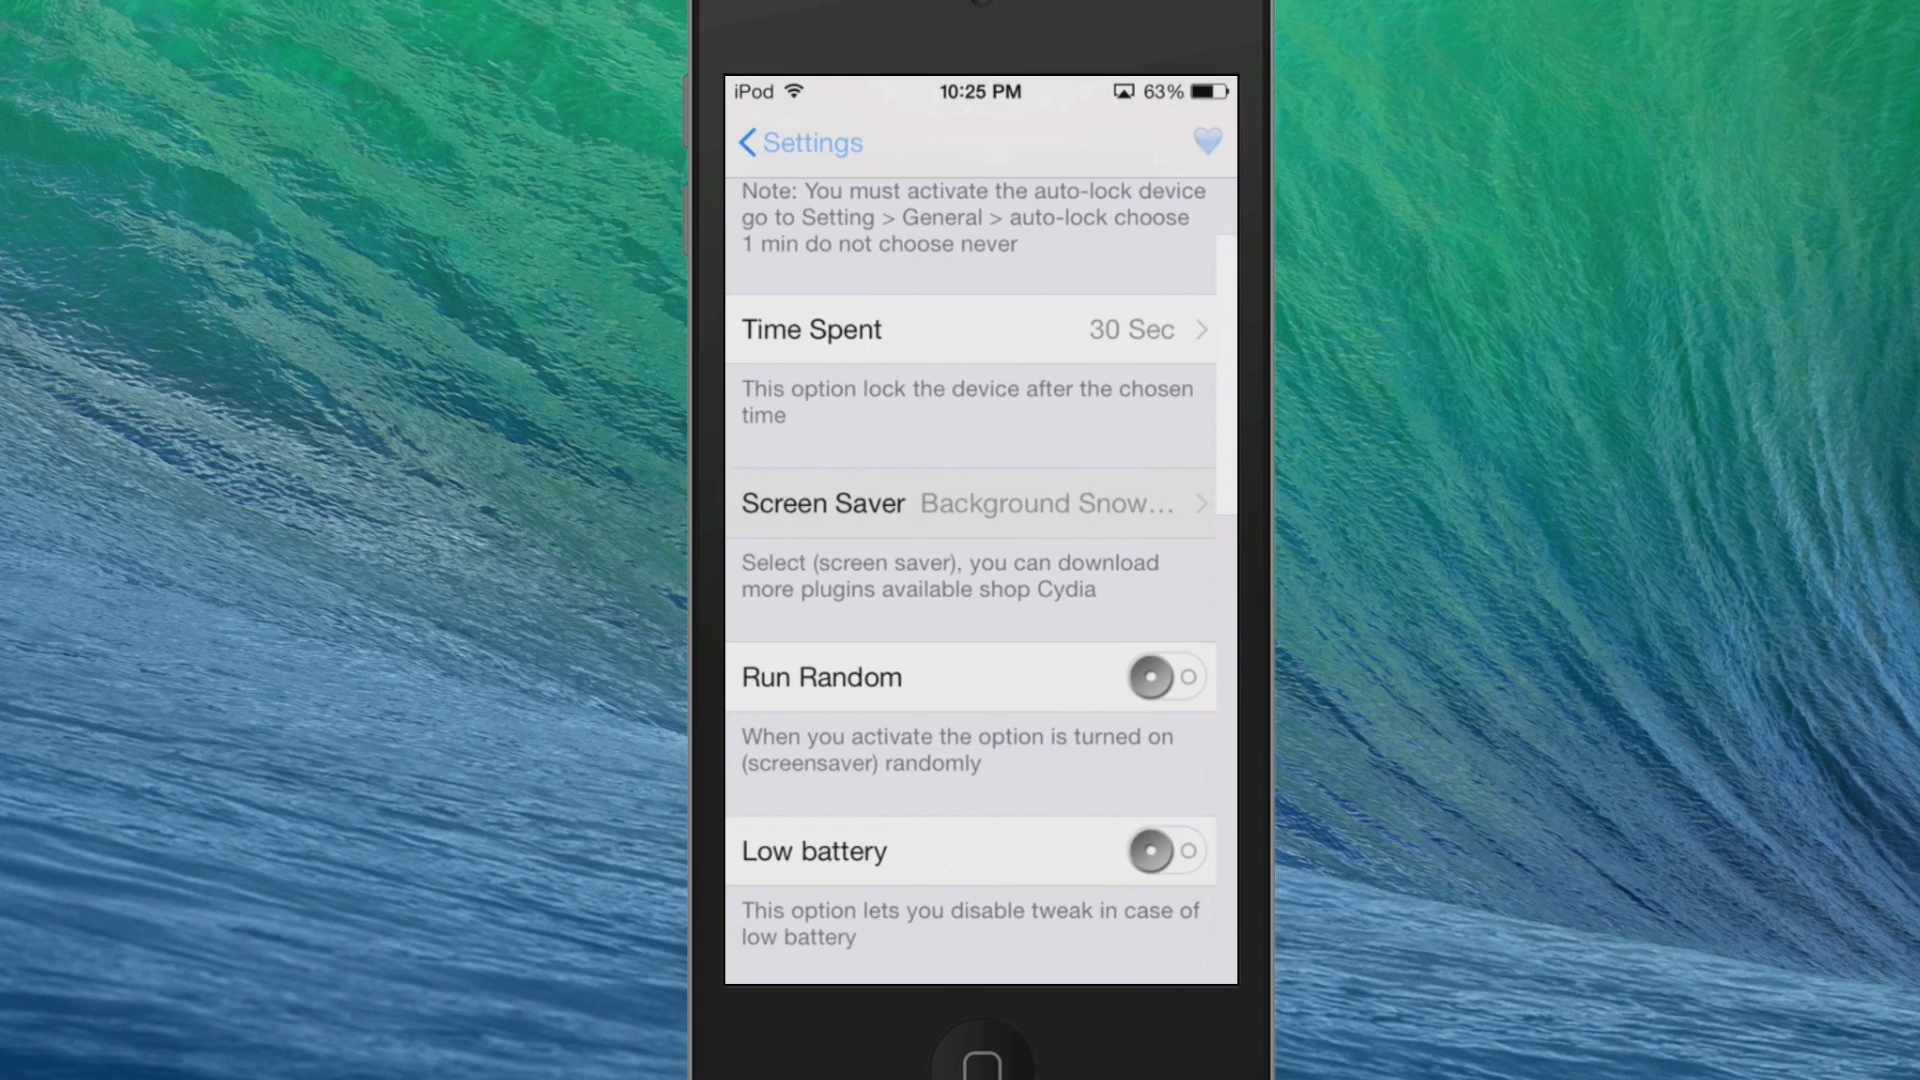 iPod 10:25 PM 63%
Settings
Note: You must activate the auto-lock device
go to Setting > General > auto-lock choose
1 min do not choose never
Time Spent 30 Sec
This option lock the device after the chosen
time
Screen Saver Background Snow...
Select (screen saver), you can download
more plugins available shop Cydia
Run Random
When you activate the option is turned on
(screensaver) randomly
Low battery
This option lets you disable tweak in case of
low battery